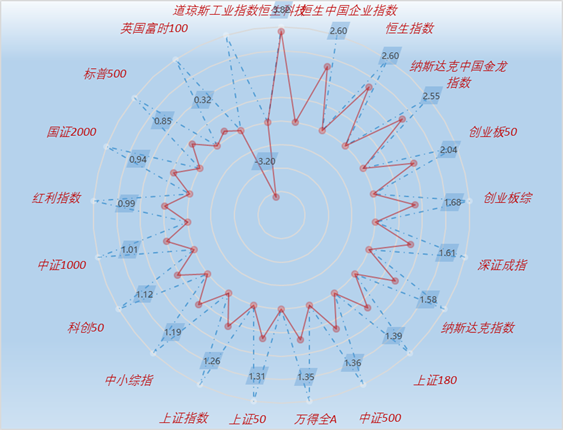 道琼斯工业指数恒生科技恒生中国企业指数
英国富时100
2.60
恒生指数
2.60
标普500
纳斯达克中国金龙
指数
0.32
2.55
0.85
国证2000
创业板50
0.94
2.04
-3.20
红利指数
0.99
1.68
创业板综
中证1000
1.01
1.61
深证成指
1.12
1.58
科创50
1.19
1.39
纳斯达克指数
1.26
1.31
1.35
1.36
中小综指
上证180
上证指数
上证50
万得全A
中证500